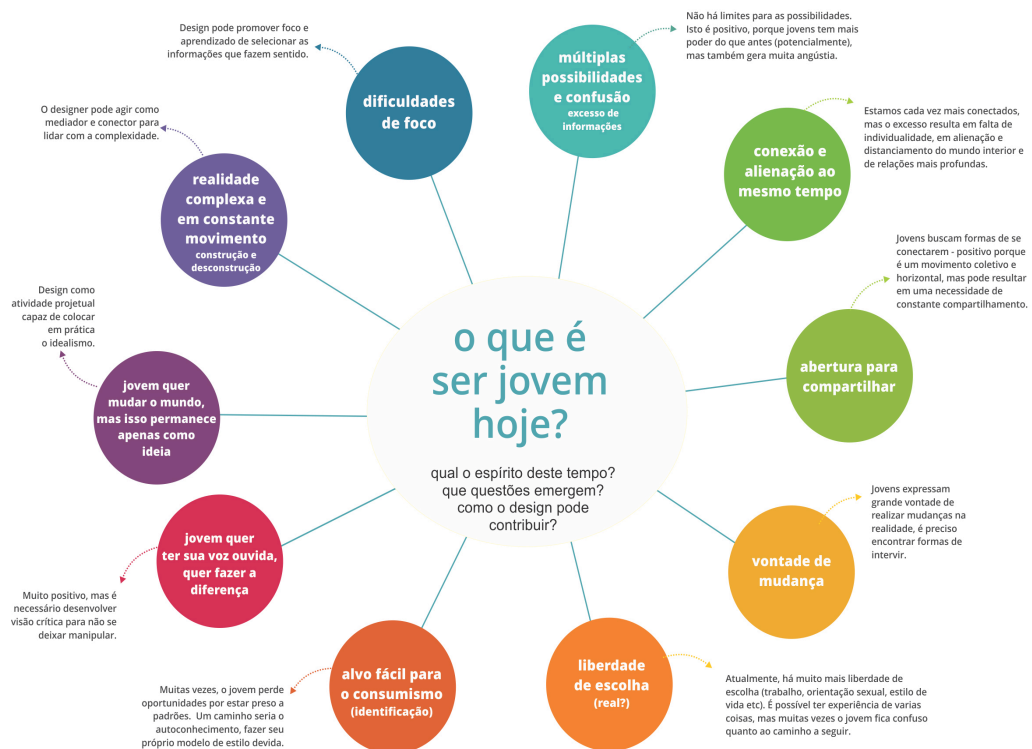 o que é
ser jovem
hoje?
qual o espírito deste tempo?
que questões emergem?
como o design pode
contribuir?
múltiplas
possibilidades
e confusão
excesso de
informações
Não há limites para as possibilidades.
Isto é positivo, porque jovens tem mais
poder do que antes (potencialmente),
mas também gera muita angústia.
conexão e
alienação ao
mesmo tempo
Estamos cada vez mais conectados,
mas o excesso resulta em falta de
individualidade, em alienação e
distanciamento do mundo interior e
de relações mais profundas.
abertura para
compartilhar
Jovens buscam formas de se
conectarem - positivo porque
é um movimento coletivo e
horizontal, mas pode resultar
em uma necessidade de
constante compartilhamento.
vontade de
mudança
Jovens expressam
grande vontade de
realizar mudanças na
realidade, é preciso
encontrar formas de
intervir.
liberdade
de escolha
(real?)
Atualmente, há muito mais liberdade de
escolha (trabalho, orientação sexual, estilo de
vida etc). É possível ter experiência de varias
coisas, mas muitas vezes o jovem fica confuso
quanto ao caminho a seguir.
alvo fácil para
o consumismo
(identificação)
Muitas vezes, o jovem perde
oportunidades por estar preso a
padrões. Um caminho seria o
autoconhecimento, fazer seu
próprio modelo de estilo devida.
jovem quer
ter sua voz ouvida,
quer fazer a
diferença
Muito positivo, mas é
necessário desenvolver
visão crítica para não se
deixar manipular.
jovem quer
mudar o mundo,
mas isso permanece
apenas como
ideia
Design como
atividade projetual
capaz de colocar
em prática
o idealismo.
realidade
complexa e
em constante
movimento
construção e
desconstrução
O designer pode agir como
mediador e conector para
lidar com a complexidade.
dificuldades
de foco
Design pode promover foco e
aprendizado de selecionar as
informações que fazem sentido.